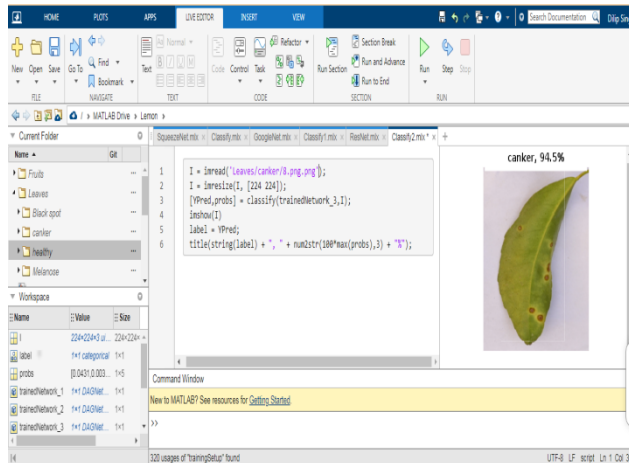 HOME PLOTS APPS LIVE EDITOR INSERT VIEW Search Documentation Dilip Sin
New Open Save Go To Find Bookmark Text Normal Code Control Task Refactor Run Section Section Break Run and Advance Run to End Run Step Stop
FILE NAVIGATE TEXT CODE SECTION RUN
› MATLAB Drive › Lemon ›
Current Folder
Name Git
Fruits
Leaves
Black spot
canker
healthy
Melanose
Workspace
Name Value Size
I 224×224×3 ui... 224×224×
label 1×1 categorical 1×1
probs [0.0431,0.003... 1×5
trainedNetwork_1 1×1 DAGNet... 1×1
trainedNetwork_2 1×1 DAGNet... 1×1
trainedNetwork_3 1×1 DAGNet... 1×1
SqueezeNet.mlx × Classify.mlx × GoogleNet.mlx × Classify1.mlx × ResNet.mlx × Classify2.mlx * × +
1 I = imread("Leaves/canker/8.png.png");
2 I = imresize(I, [224 224]);
3 [YPred,probs] = classify(trainedNetwork_3,I);
4 imshow(I)
5 label = YPred;
6 title(string(label) + ", " + num2str(100*max(probs),3) + "%");
canker, 94.5%
Command Window
New to MATLAB? See resources for Getting Started.
>>
320 usages of "trainingSetup" found UTF-8 LF script Ln 1 Col 3